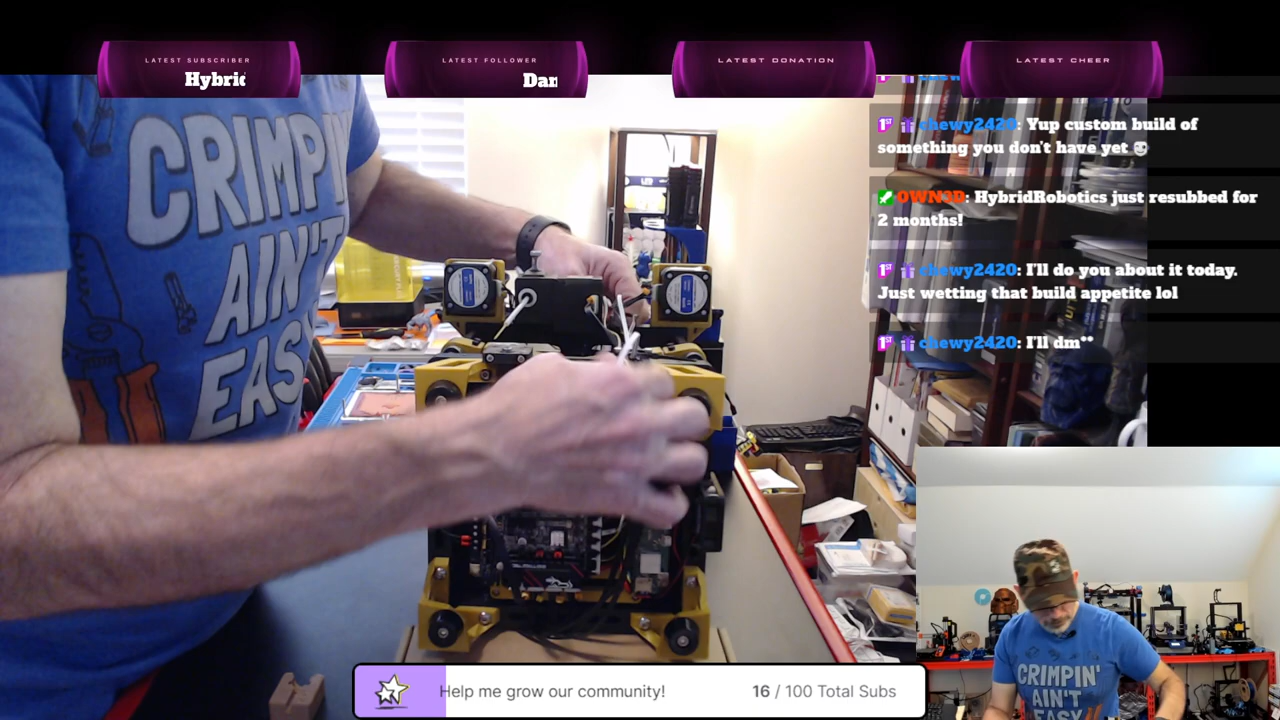 LATEST SUBSCRIBER
Hybric
LATEST FOLLOWER
Dan
LATEST DONATION
LATEST CHEER
CRIMPIN
AIN'T
EASY
chewy2420: Yup custom build of
something you don't have yet
OWN3D: HybridRobotics just resubbed for
2 months!
chewy2420: I'll do you about it today.
Just wetting that build appetite lol
chewy2420: I'll dm**
Help me grow our community!
16 / 100 Total Subs
CRIMPIN'
AIN'T
EASY